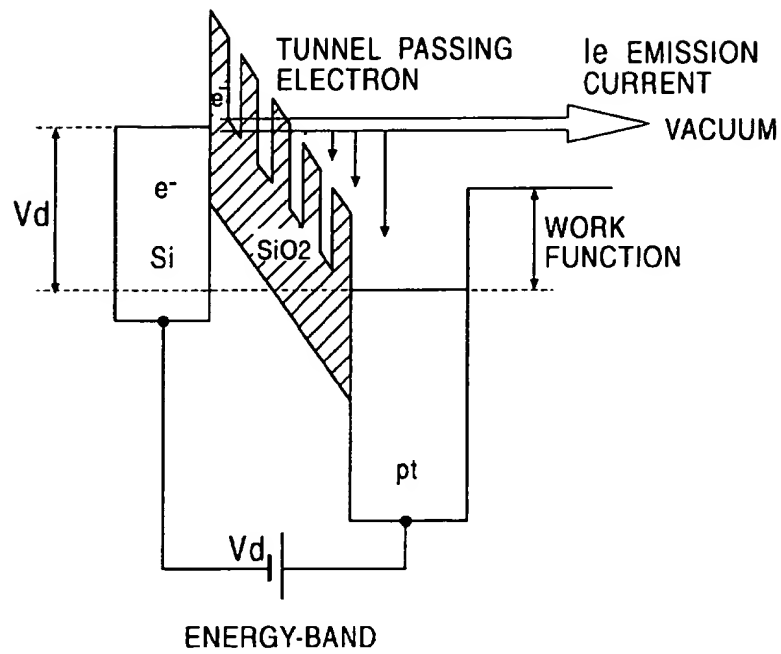 TUNNEL PASSING
ELECTRON
Ie EMISSION
CURRENT
VACUUM
e-
e-
Vd
Si
SiO2
WORK
FUNCTION
pt
Vd
ENERGY-BAND